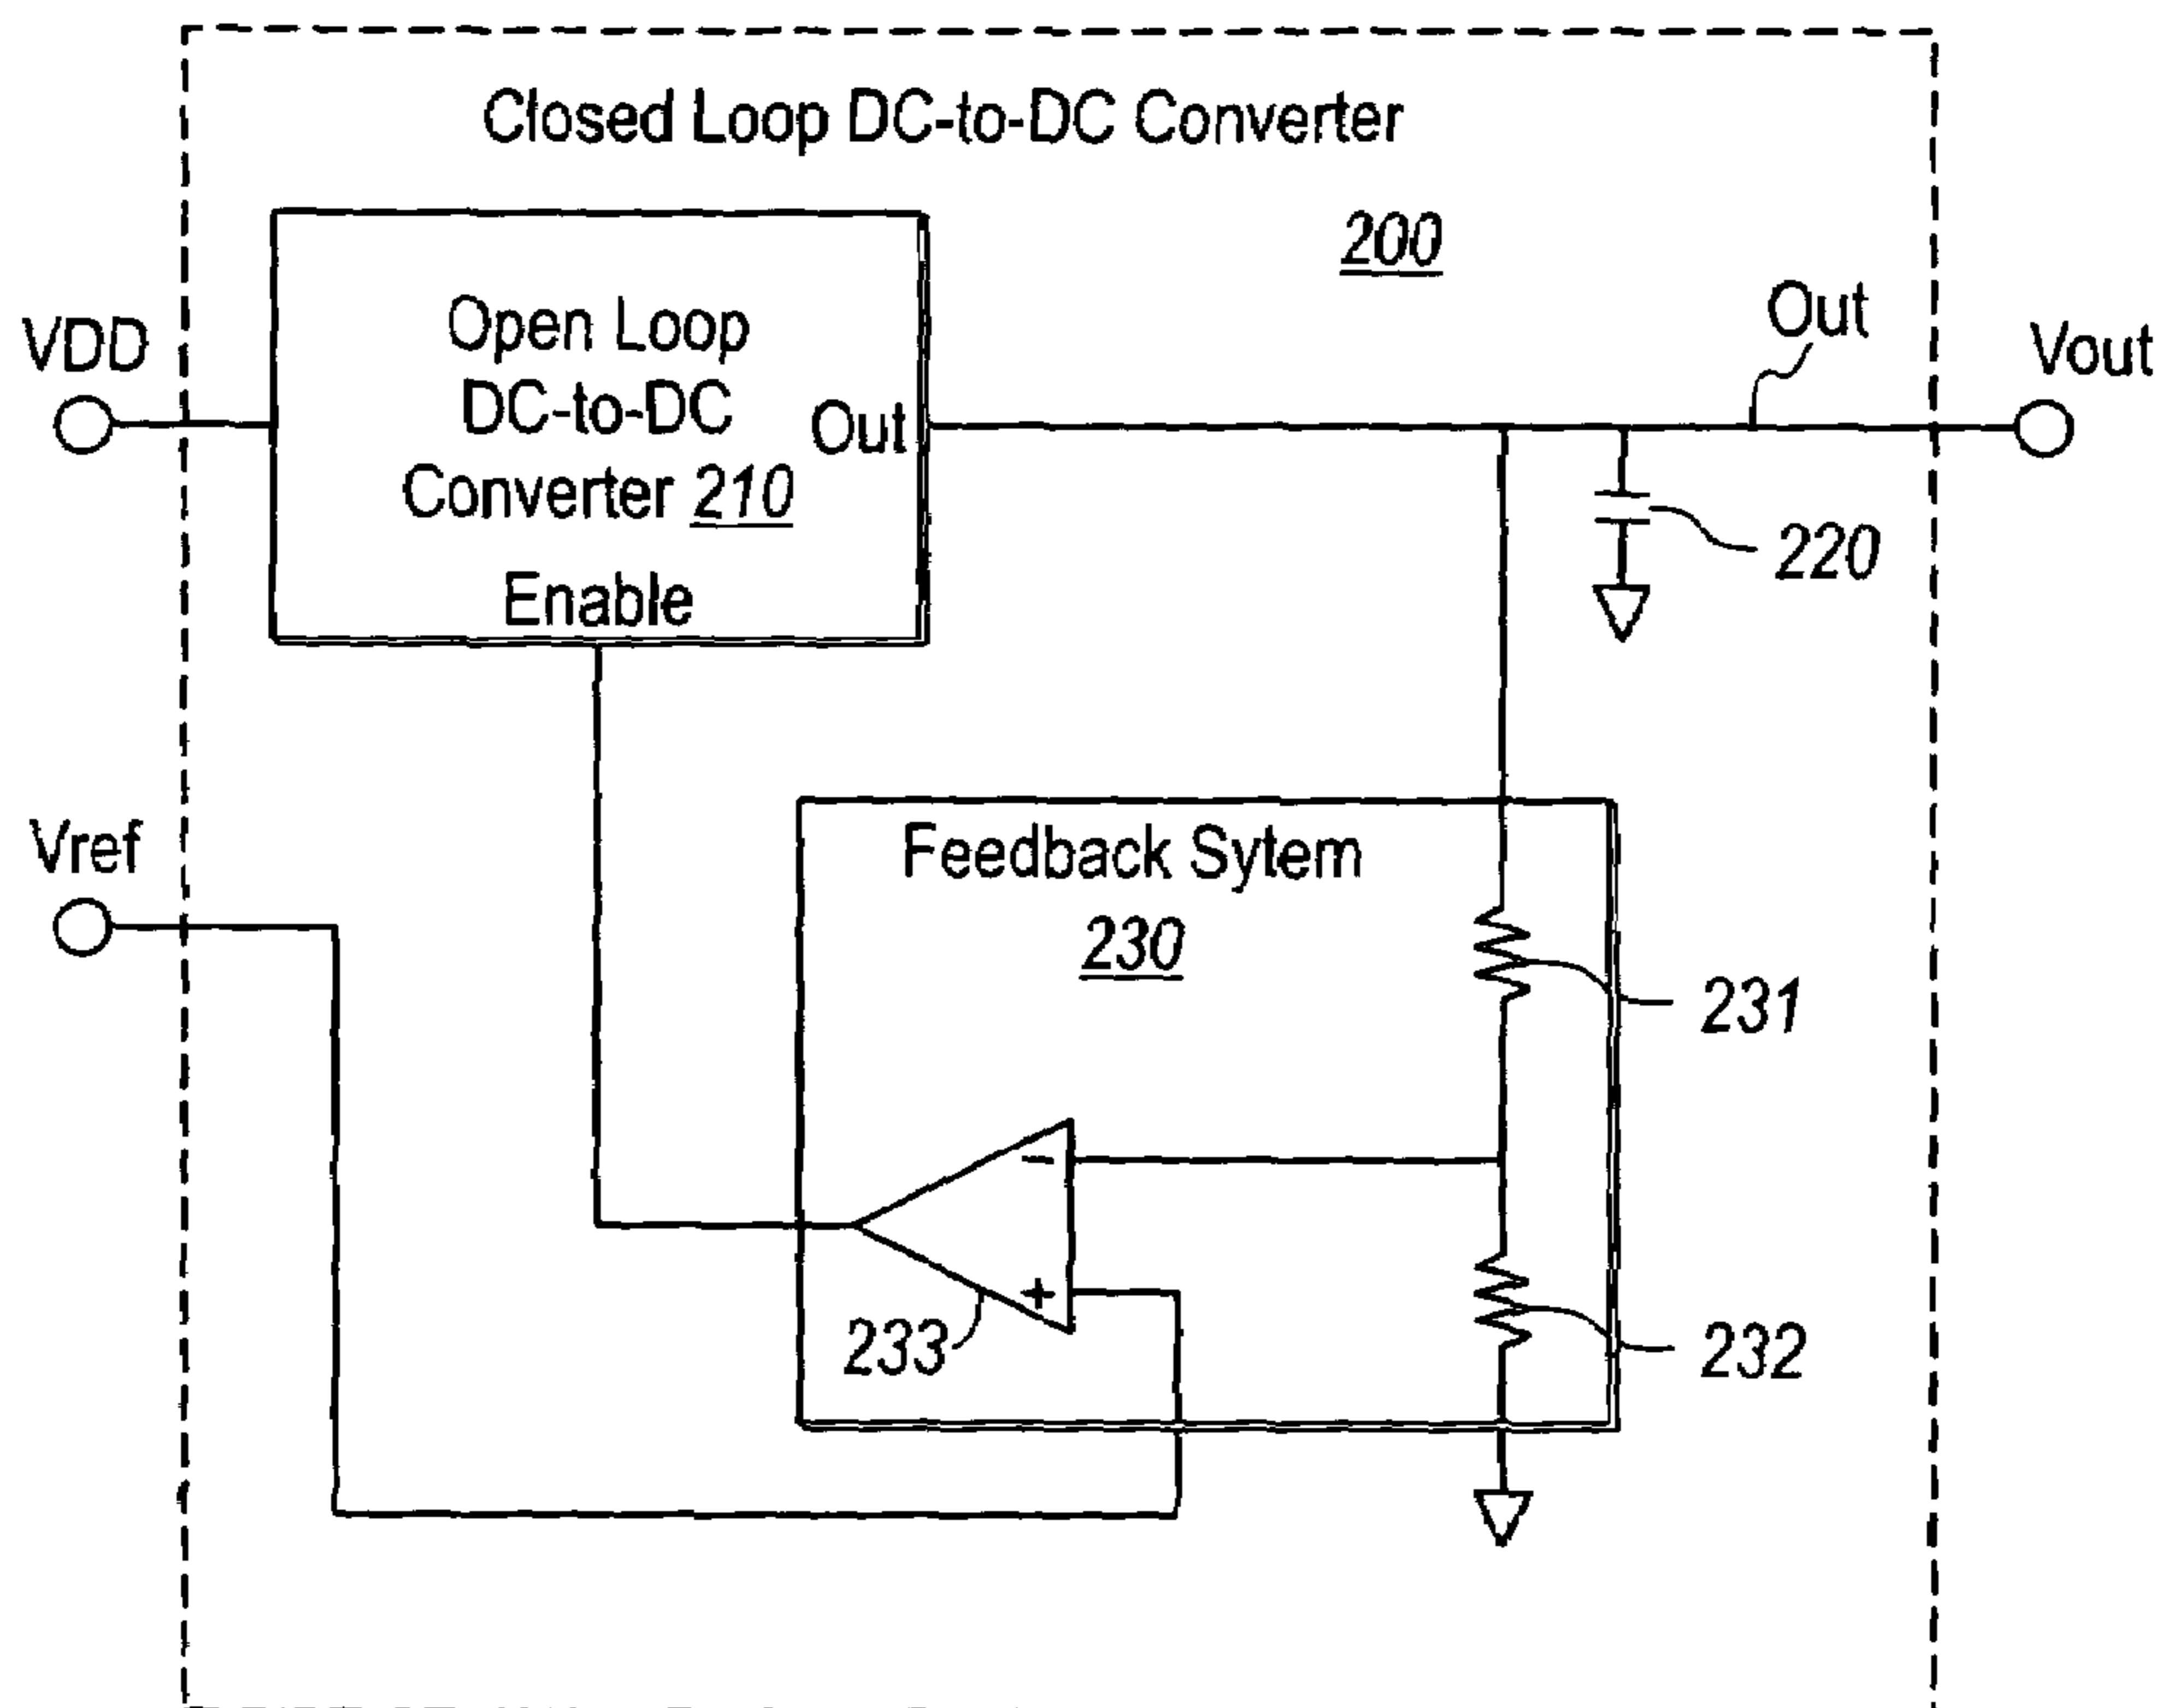 Closed Loop DC-to-DC Converter
200
VDD
Open Loop
DC-to-DC
Converter 210
Out
Enable
Out
Vout
220
Vref
Feedback Sytem
230
231
-
+
233
232